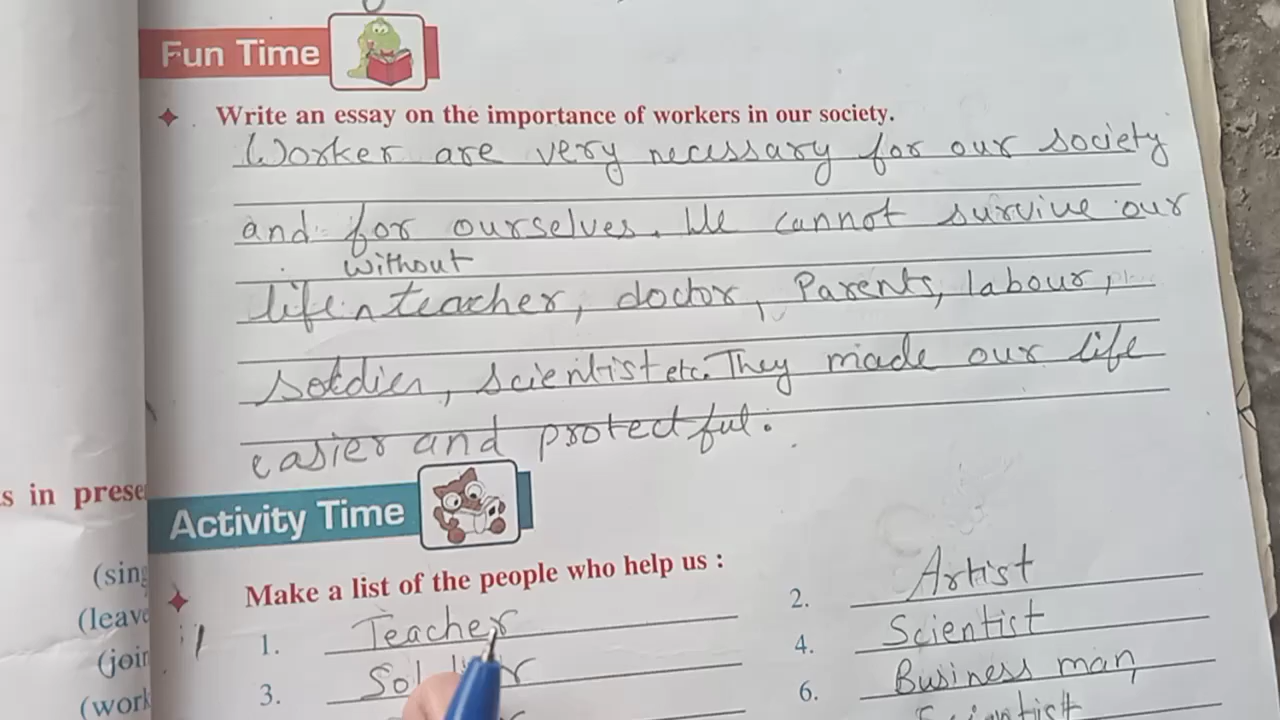 Fun Time
Write an essay on the importance of workers in our society.
Worker are very necessary for our society
and for ourselves. We cannot survive our
without
life teacher, doctor, Parents, labour,
soldier, scientist etc. They made our life
easier and protectful.
s in prese
Activity Time
(sing
Make a list of the people who help us :
(leave
1. Teacher
2. Artist
(join
3.
4. Scientist
(work
6. Business man
Scientist